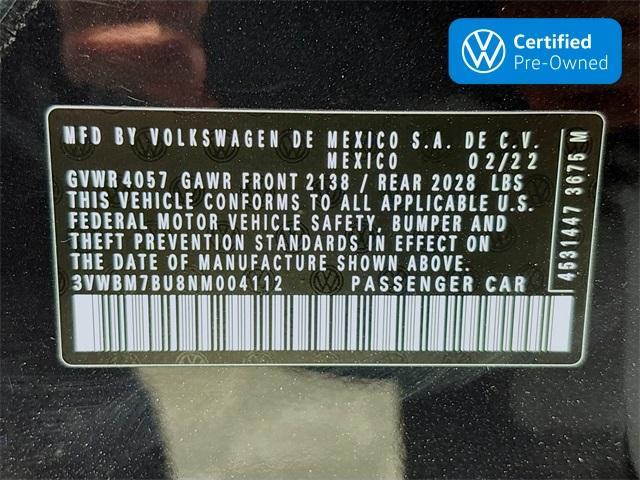 Certified
Pre-Owned
MFD BY VOLKSWAGEN DE MEXICO S.A. DE C.V.
MEXICO 02/22
GVWR 4057 GAWR FRONT 2138 / REAR 2028 LBS
THIS VEHICLE CONFORMS TO ALL APPLICABLE U.S.
FEDERAL MOTOR VEHICLE SAFETY, BUMPER AND
THEFT PREVENTION STANDARDS IN EFFECT ON
THE DATE OF MANUFACTURE SHOWN ABOVE.
3VWBM7BU8NM004112 PASSENGER CAR
4531447 3675 M